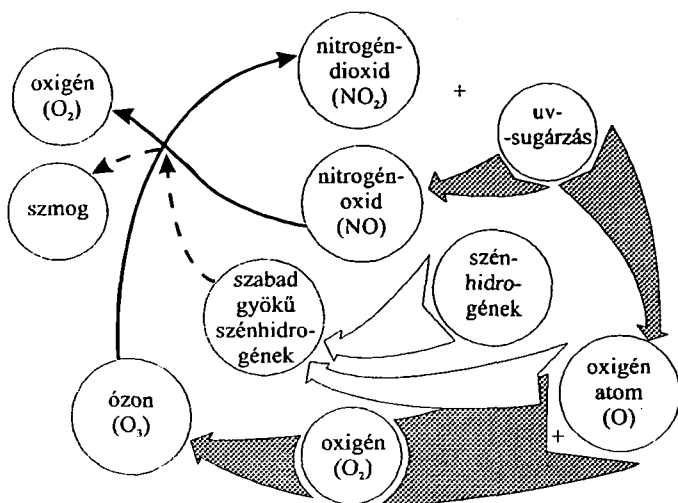 nitrogén-
dioxid
(NO₂)
+
oxigén
(O₂)
uv-
-sugárzás
szmog
nitrogén-
oxid
(NO)
szén-
hidro-
gének
szabad
gyökű
szénhidro-
gének
oxigén
atom
(O)
ózon
(O₃)
oxigén
(O₂)
+